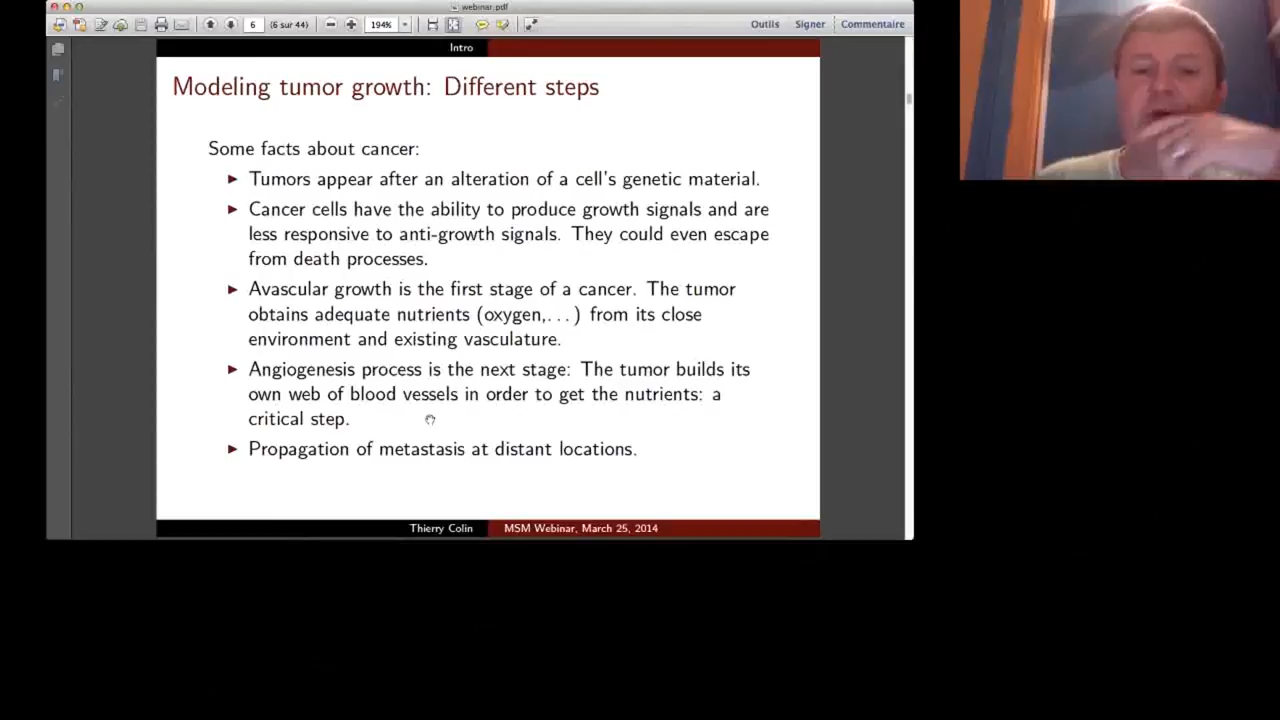 webinar.pdf
6 (6 sur 44) 194% Outils Signer Commentaire
Intro
Modeling tumor growth: Different steps
Some facts about cancer:
► Tumors appear after an alteration of a cell's genetic material.
► Cancer cells have the ability to produce growth signals and are
less responsive to anti-growth signals. They could even escape
from death processes.
► Avascular growth is the first stage of a cancer. The tumor
obtains adequate nutrients (oxygen,...) from its close
environment and existing vasculature.
► Angiogenesis process is the next stage: The tumor builds its
own web of blood vessels in order to get the nutrients: a
critical step.
► Propagation of metastasis at distant locations.
Thierry Colin MSM Webinar, March 25, 2014